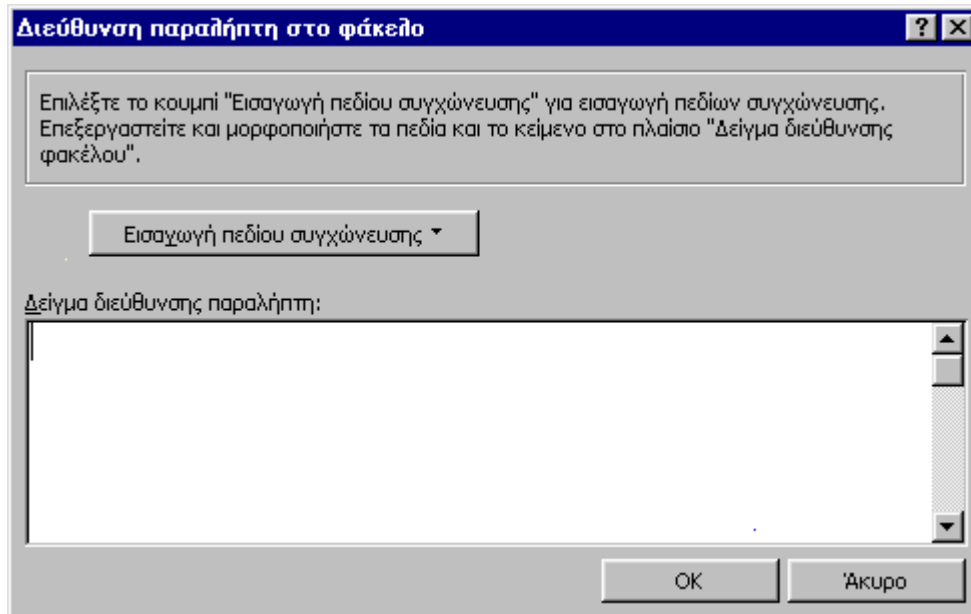 Διεύθυνση παραλήπτη στο φάκελο
Επιλέξτε το κουμπί "Εισαγωγή πεδίου συγχώνευσης" για εισαγωγή πεδίων συγχώνευσης.
Επεξεργαστείτε και μορφοποιήστε τα πεδία και το κείμενο στο πλαίσιο "Δείγμα διεύθυνσης
φακέλου".
Εισαγωγή πεδίου συγχώνευσης
Δείγμα διεύθυνσης παραλήπτη:
OK
Άκυρο